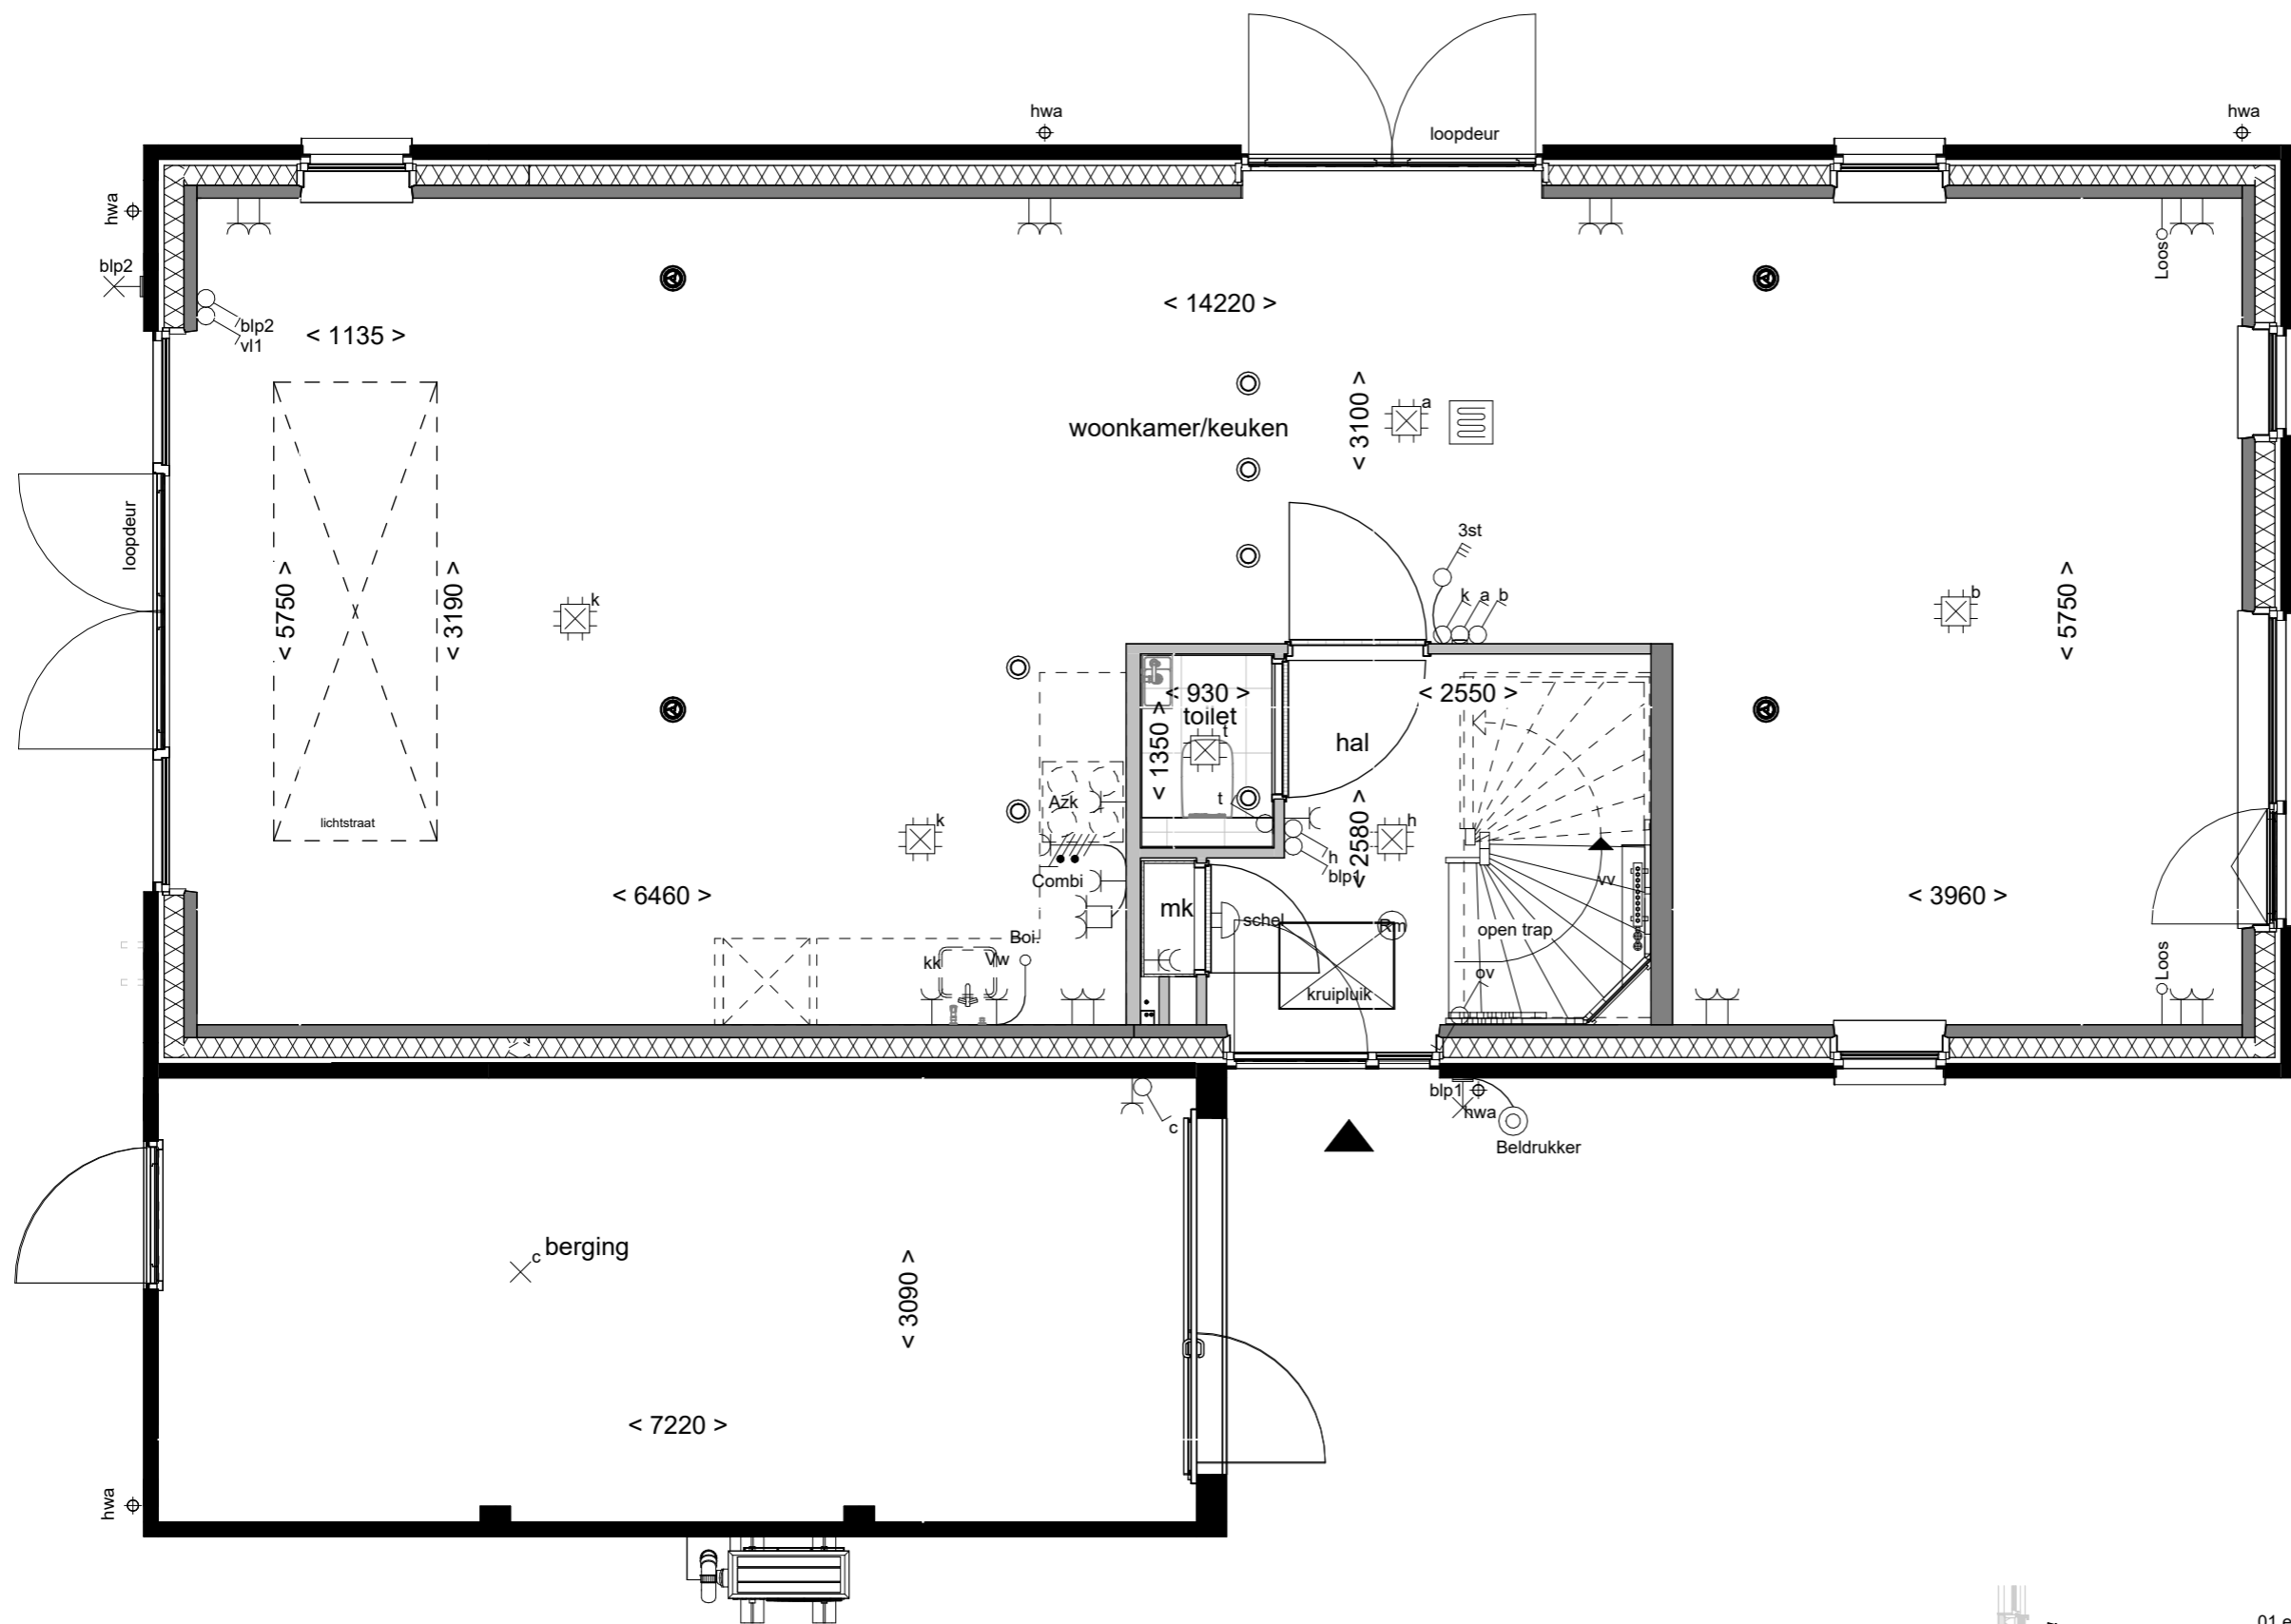 hwa
hwa
loopdeur
hwa
blp2
blp2
vl1
< 1135 >
< 14220 >
Loos
woonkamer/keuken
< 3100 >
a
loopdeur
3st
k a b
< 5750 >
< 3190 >
k
b
< 5750 >
< 930 >
toilet
t
< 1350 >
< 2550 >
hal
Azk
t
lichtstraat
k
< 2580 >
h
h
blp1
Combi
vv
< 6460 >
< 3960 >
mk
schel
Rm
open trap
Boi.
kk
Vw
ov
Loos
kruipluik
blp1
hwa
c
Beldrukker
c
berging
< 3090 >
< 7220 >
hwa